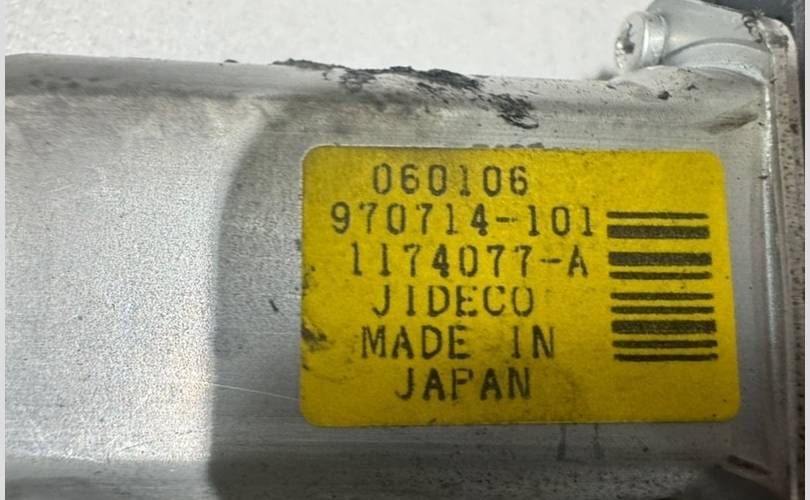 060106
970714-101
1174077-A
JIDECO
MADE IN
JAPAN